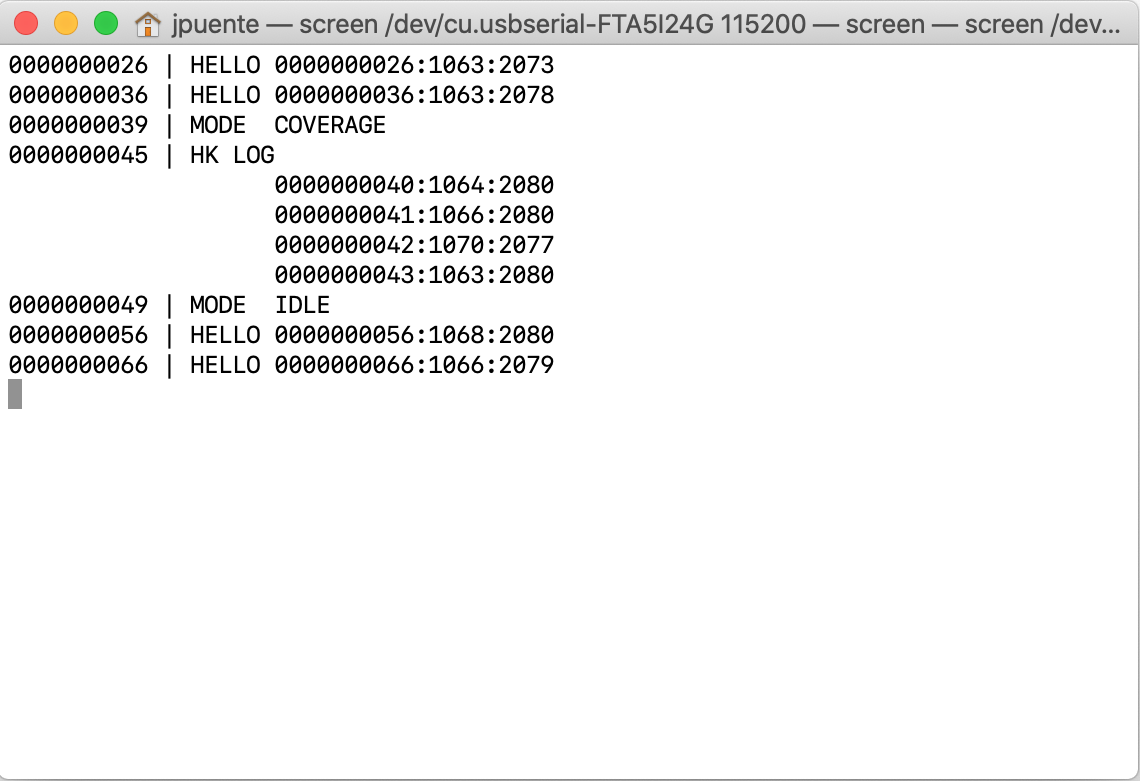 jpuente — screen /dev/cu.usbserial-FTA5I24G 115200 — screen — screen /dev...
0000000026 | HELLO 0000000026:1063:2073
0000000036 | HELLO 0000000036:1063:2078
0000000039 | MODE  COVERAGE
0000000045 | HK LOG
                   0000000040:1064:2080
                   0000000041:1066:2080
                   0000000042:1070:2077
                   0000000043:1063:2080
0000000049 | MODE  IDLE
0000000056 | HELLO 0000000056:1068:2080
0000000066 | HELLO 0000000066:1066:2079